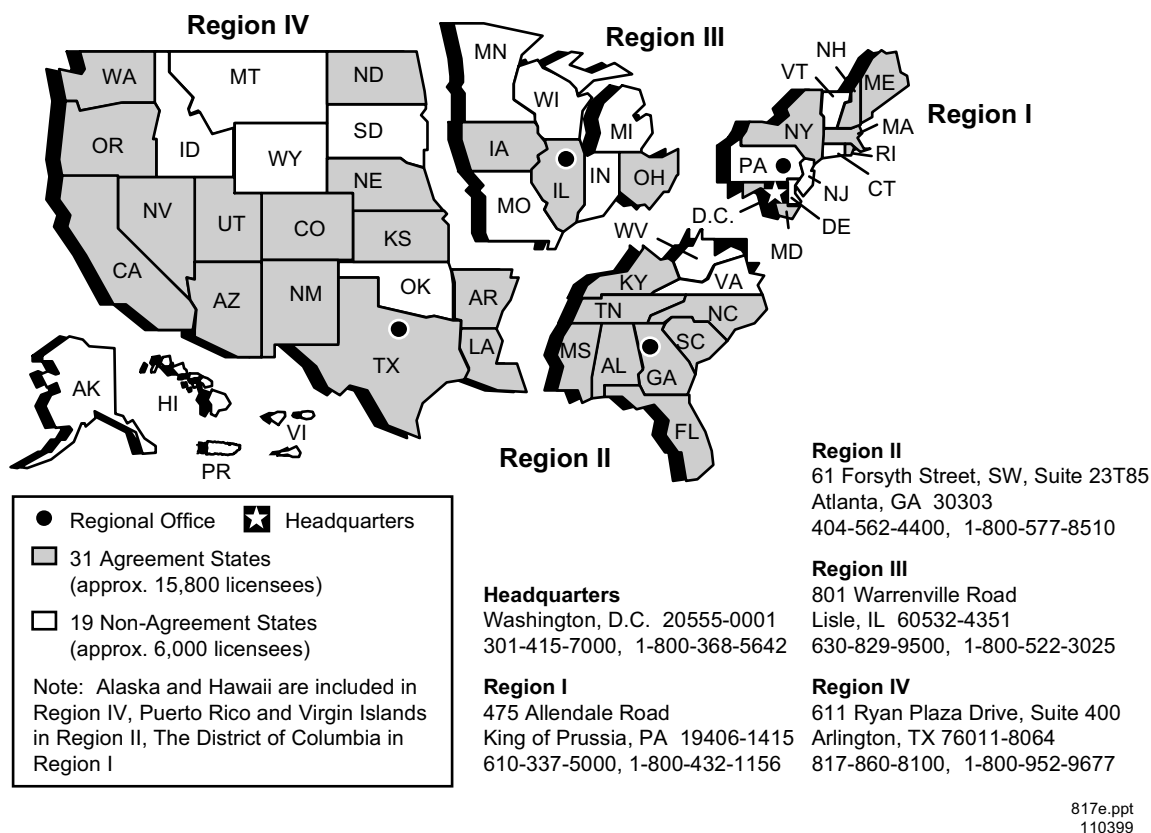 Region IV
Region III
Region I
WA
MT
ND
MN
WI
MI
VT
NH
ME
OR
ID
SD
WY
IA
NY
MA
RI
NE
IL
IN
OH
PA
NJ
CT
NV
UT
CO
KS
MO
D.C.
DE
MD
WV
CA
AZ
NM
OK
AR
KY
VA
TN
NC
TX
LA
MS
AL
GA
SC
FL
AK
HI
VI
PR
Region II
Regional Office
Headquarters
31 Agreement States
(approx. 15,800 licensees)
19 Non-Agreement States
(approx. 6,000 licensees)
Note: Alaska and Hawaii are included in
Region IV, Puerto Rico and Virgin Islands
in Region II, The District of Columbia in
Region I
Headquarters
Washington, D.C. 20555-0001
301-415-7000, 1-800-368-5642
Region I
475 Allendale Road
King of Prussia, PA 19406-1415
610-337-5000, 1-800-432-1156
Region II
61 Forsyth Street, SW, Suite 23T85
Atlanta, GA 30303
404-562-4400, 1-800-577-8510
Region III
801 Warrenville Road
Lisle, IL 60532-4351
630-829-9500, 1-800-522-3025
Region IV
611 Ryan Plaza Drive, Suite 400
Arlington, TX 76011-8064
817-860-8100, 1-800-952-9677
817e.ppt
110399